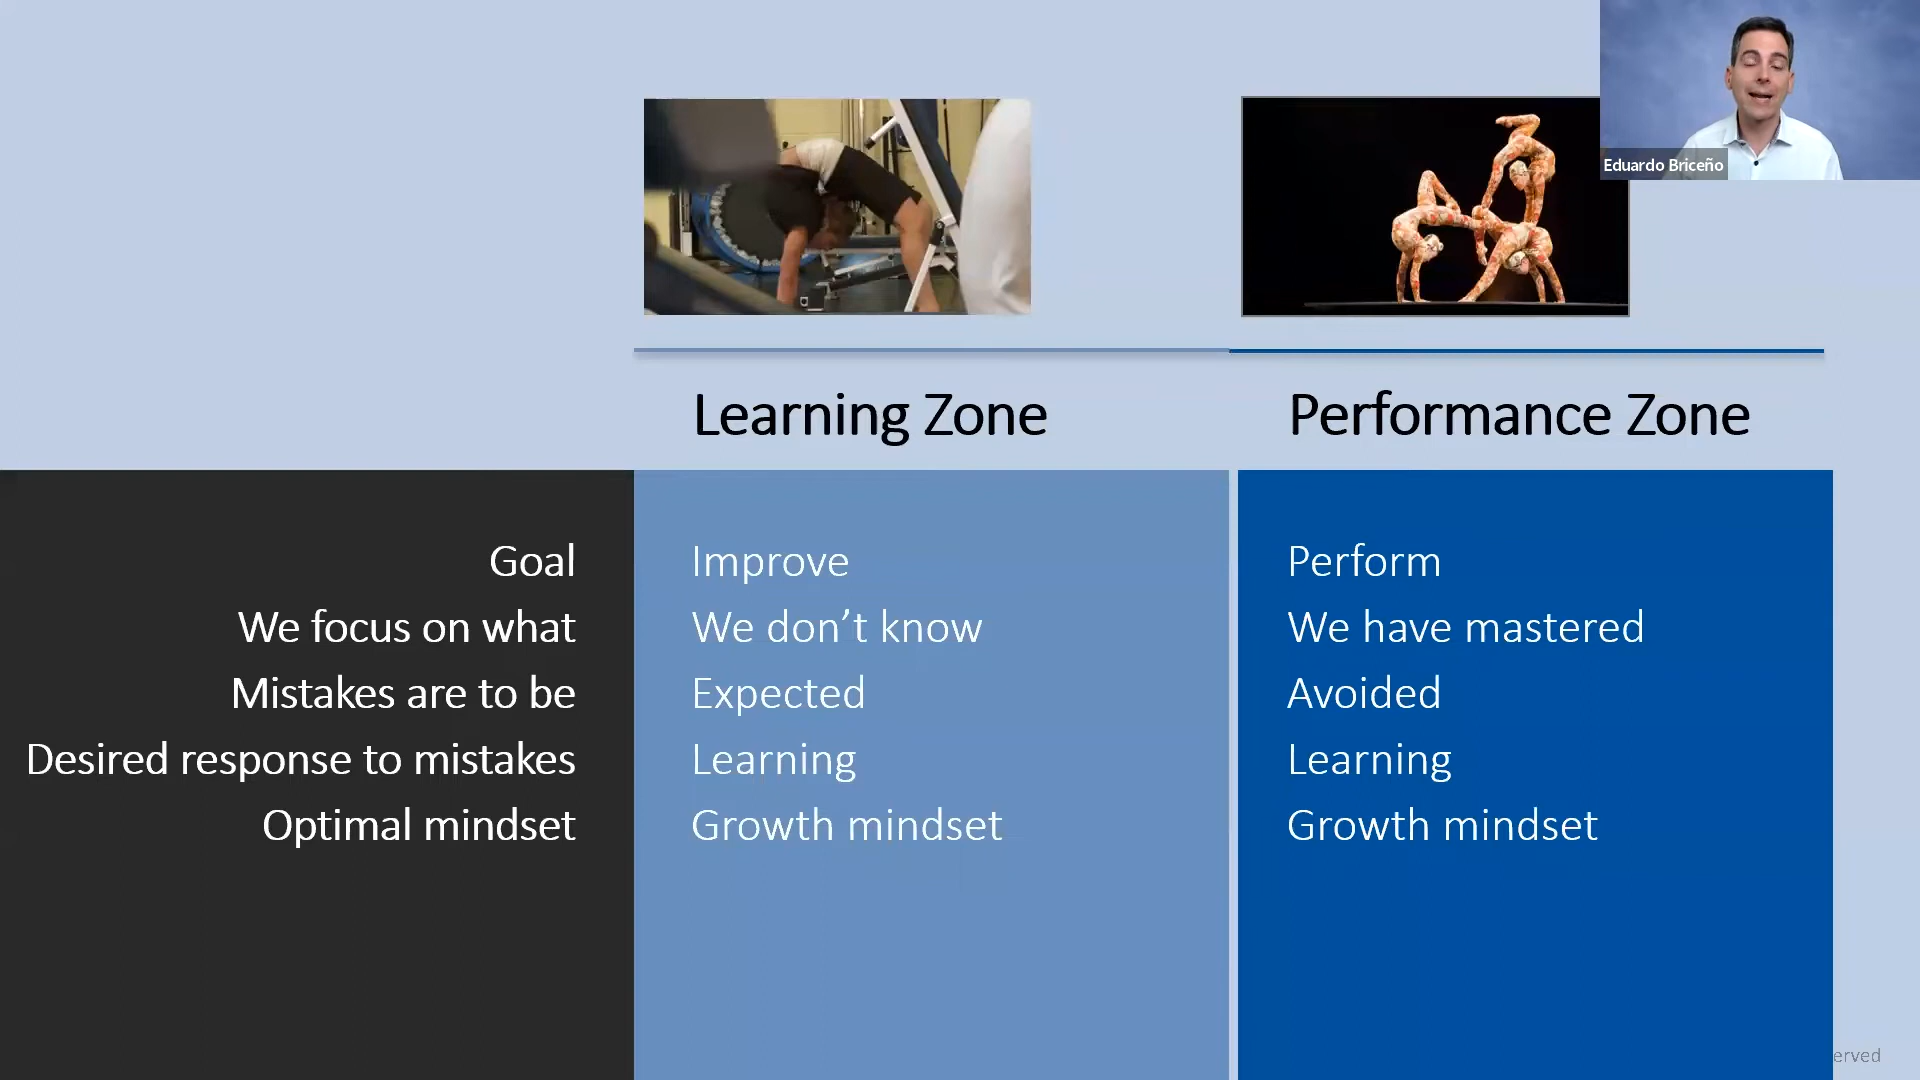 Eduardo Briceño
Learning Zone
Performance Zone
Goal
Improve
Perform
We focus on what
We don’t know
We have mastered
Mistakes are to be
Expected
Avoided
Desired response to mistakes
Learning
Learning
Optimal mindset
Growth mindset
Growth mindset
erved